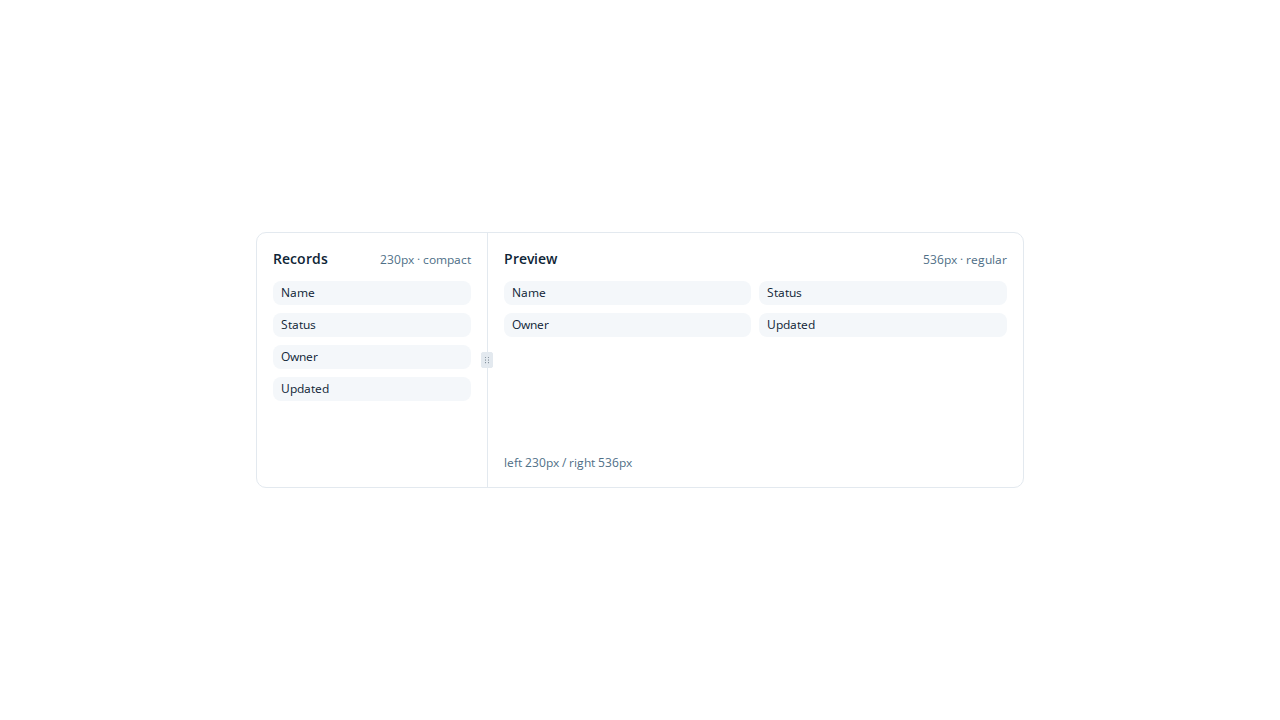 Records 230px · compact
Name
Status
Owner
Updated
Preview 536px · regular
Name Status
Owner Updated
left 230px / right 536px